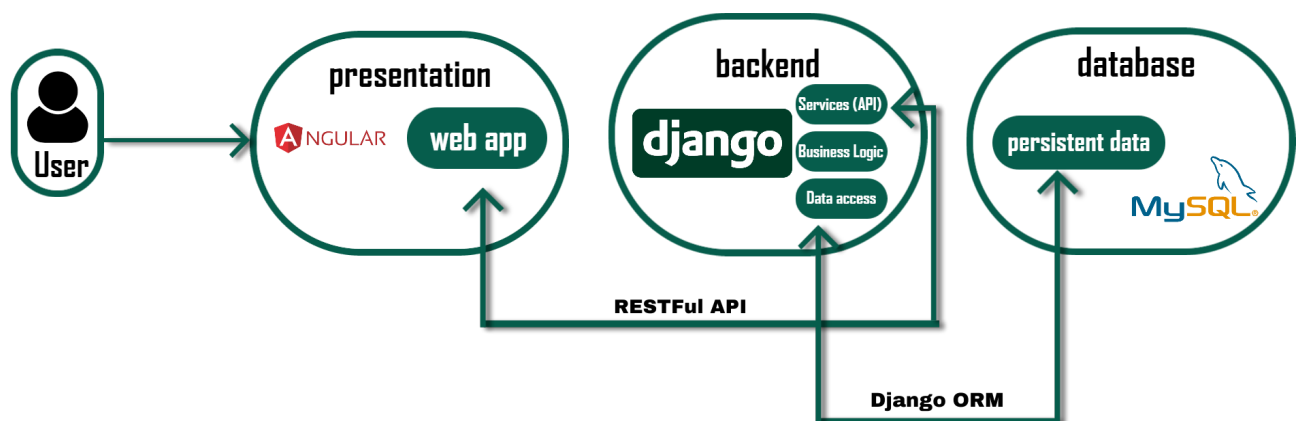 User
presentation
ANGULAR
web app
backend
django
Services (API)
Business Logic
Data access
database
persistent data
MySQL®
RESTFul API
Django ORM